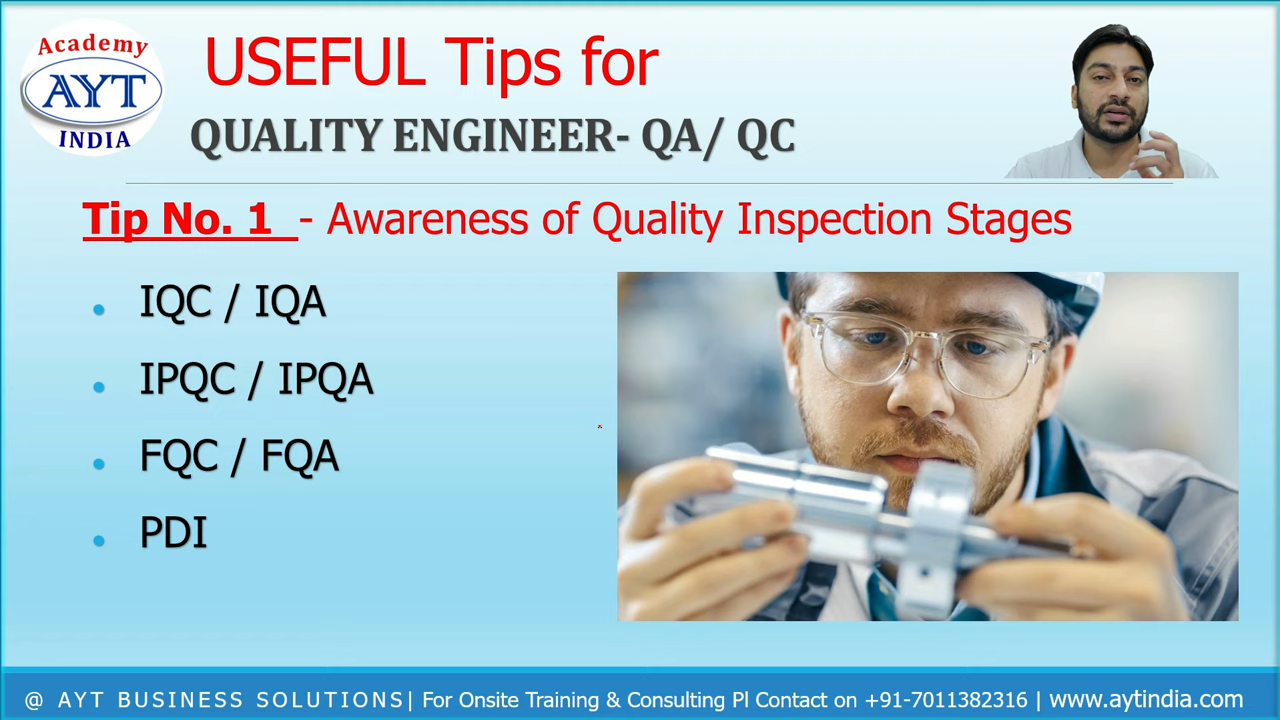 Academy
AYT
INDIA
USEFUL Tips for
QUALITY ENGINEER- QA/ QC
Tip No. 1 - Awareness of Quality Inspection Stages
IQC / IQA
IPQC / IPQA
FQC / FQA
PDI
@ AYT BUSINESS SOLUTIONS| For Onsite Training & Consulting Pl Contact on +91-7011382316 | www.aytindia.com